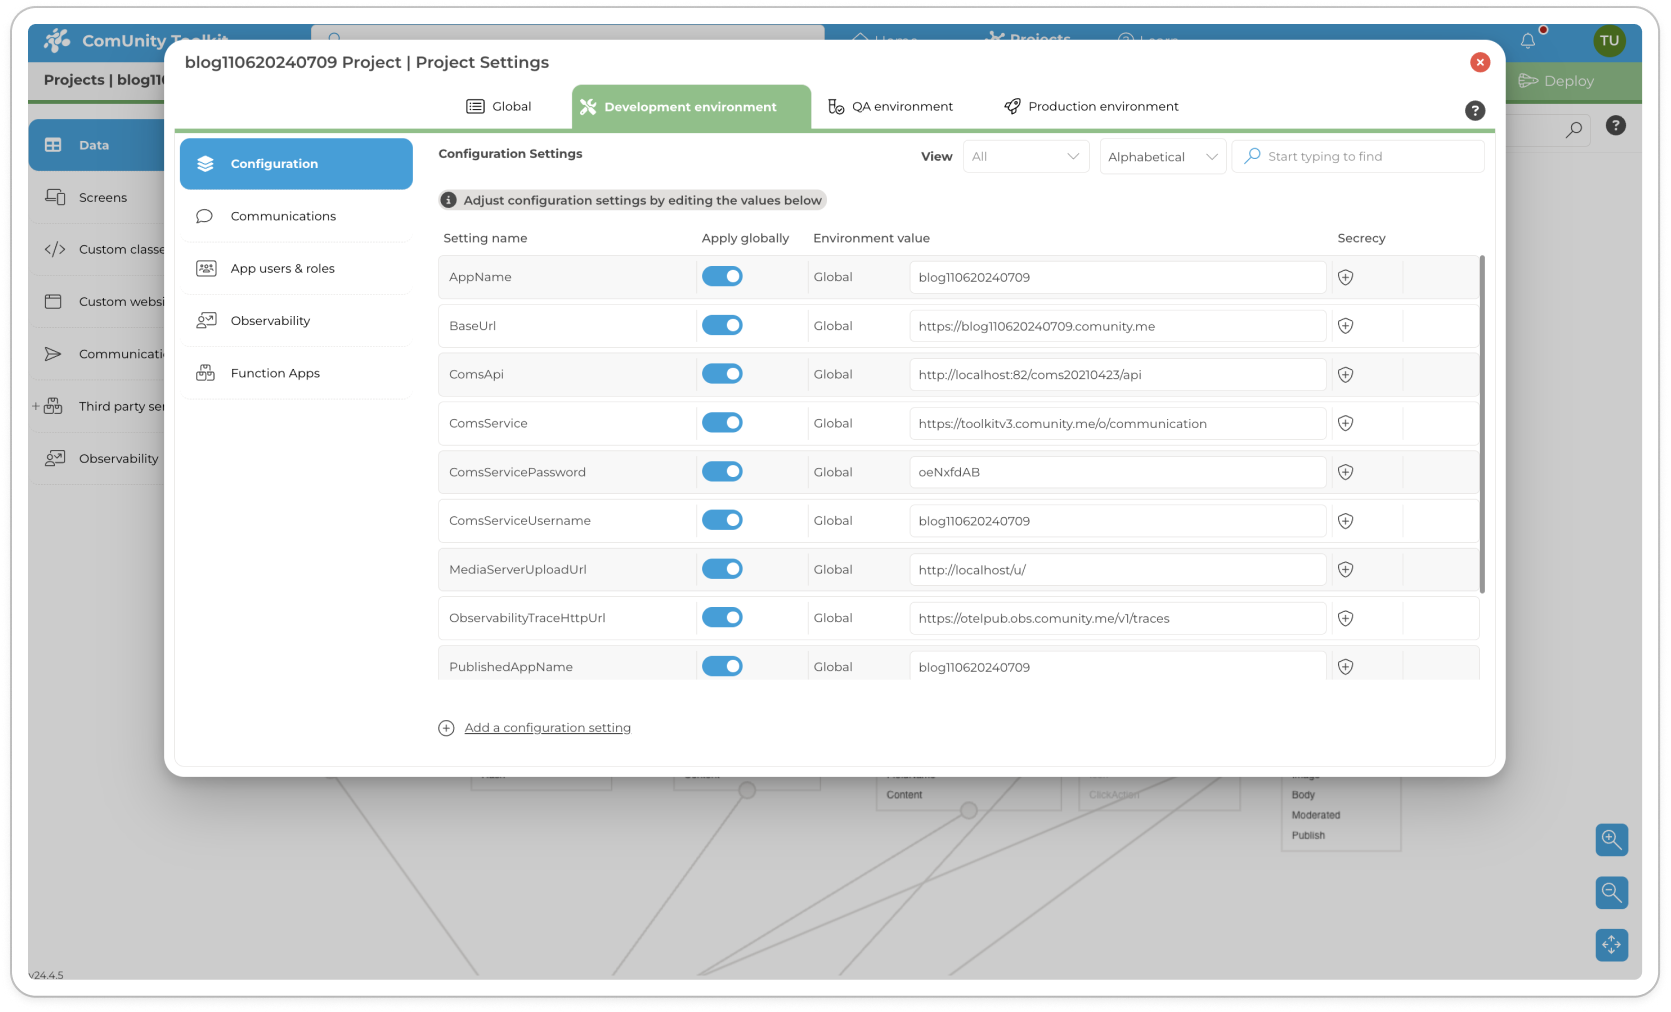 ComUnity Toolkit
Home
Projects
Learn
TU
Projects | blog11
Deploy
blog110620240709 Project | Project Settings
Global
Development environment
QA environment
Production environment
Data
Screens
Custom classe
Custom websi
Communicati
Third party ser
Observability
Configuration
Communications
App users & roles
Observability
Function Apps
Configuration Settings
View
All
Alphabetical
Start typing to find
Adjust configuration settings by editing the values below
Setting name Apply globally Environment value Secrecy
AppName Global blog110620240709
BaseUrl Global https://blog110620240709.comunity.me
ComsApi Global http://localhost:82/coms20210423/api
ComsService Global https://toolkitv3.comunity.me/o/communication
ComsServicePassword Global oeNxfdAB
ComsServiceUsername Global blog110620240709
MediaServerUploadUrl Global http://localhost/u/
ObservabilityTraceHttpUrl Global https://otelpub.obs.comunity.me/v1/traces
PublishedAppName Global blog110620240709
Add a configuration setting
Content
ClickAction
Image
Body
Moderated
Publish
v24.4.5